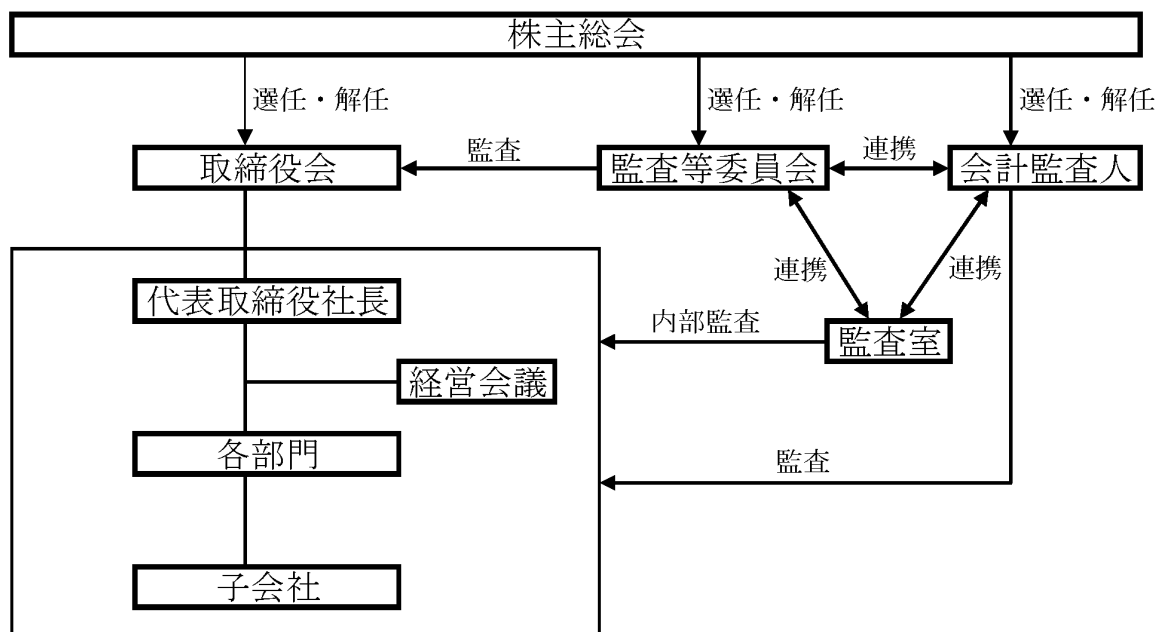 株主総会
選任・解任
選任・解任
選任・解任
取締役会
監査
監査等委員会
連携
会計監査人
連携
連携
代表取締役社長
内部監査
監査室
経営会議
各部門
監査
子会社